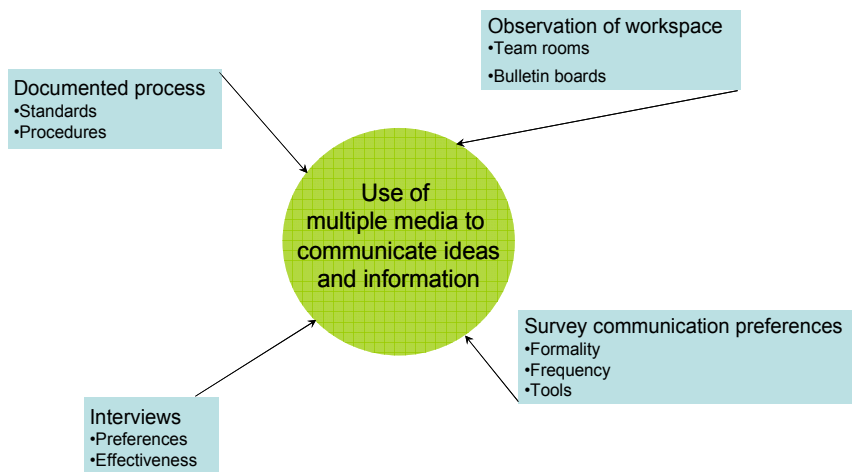 Observation of workspace
•Team rooms
•Bulletin boards
Documented process
•Standards
•Procedures
Use of
multiple media to
communicate ideas
and information
Survey communication preferences
•Formality
•Frequency
•Tools
Interviews
•Preferences
•Effectiveness